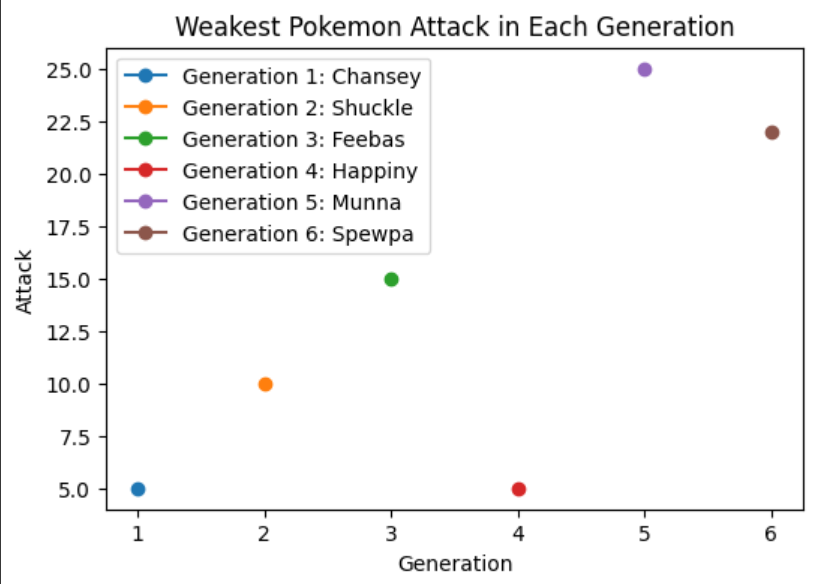 Weakest Pokemon Attack in Each Generation
25.0
22.5
20.0
17.5
15.0
12.5
10.0
7.5
5.0
Attack
Generation 1: Chansey
Generation 2: Shuckle
Generation 3: Feebas
Generation 4: Happiny
Generation 5: Munna
Generation 6: Spewpa
1 2 3 4 5 6
Generation